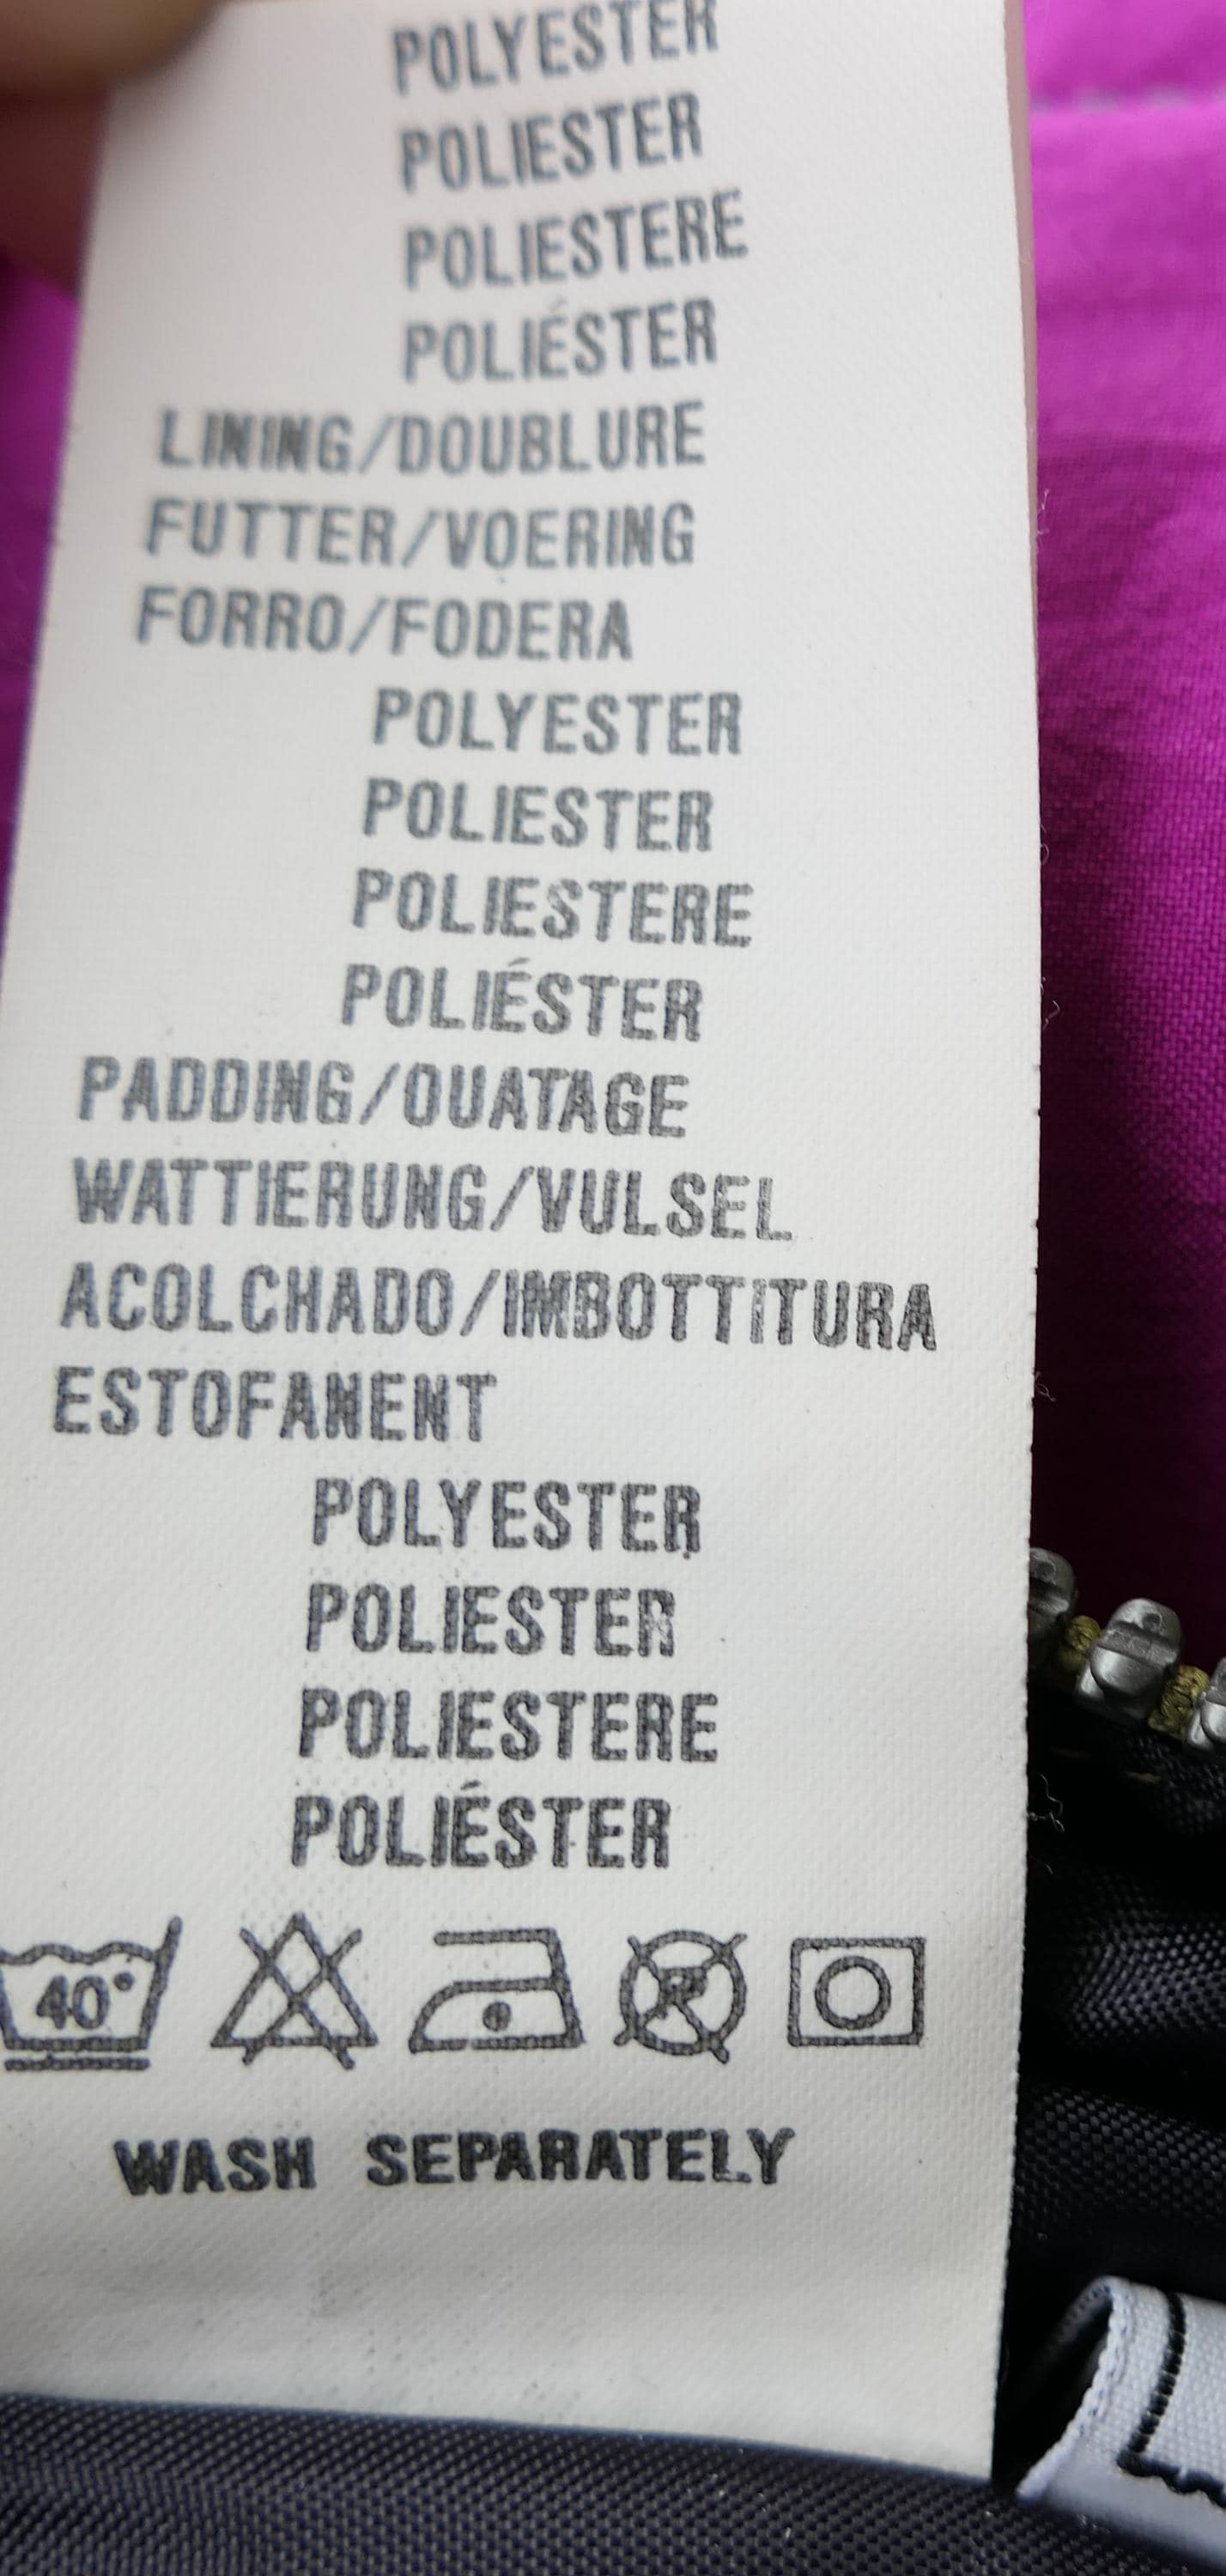 POLYESTER
POLIESTER
POLIESTERE
POLIÉSTER
LINING/DOUBLURE
FUTTER/VOERING
FORRO/FODERA
POLYESTER
POLIESTER
POLIESTERE
POLIÉSTER
PADDING/OUATAGE
WATTIERUNG/VULSEL
ACOLCHADO/IMBOTTITURA
ESTOFANENT
POLYESTER
POLIESTER
POLIESTERE
POLIÉSTER
40°
WASH SEPARATELY